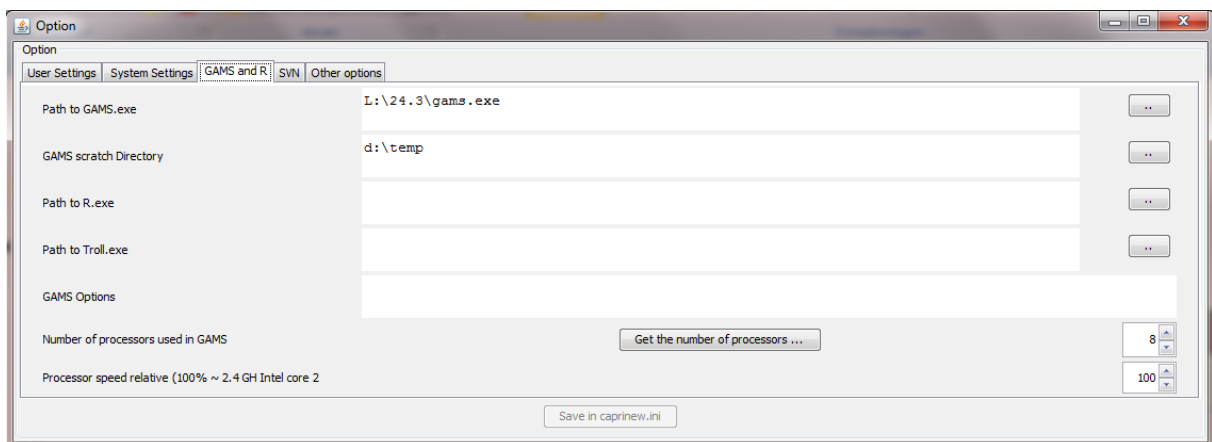 Option
Option
User Settings System Settings GAMS and R SVN Other options
Path to GAMS.exe L:\24.3\gams.exe ..
GAMS scratch Directory d:\temp ..
Path to R.exe ..
Path to Troll.exe ..
GAMS Options
Number of processors used in GAMS Get the number of processors ... 8
Processor speed relative (100% ~ 2.4 GH Intel core 2 100
Save in caprinew.ini